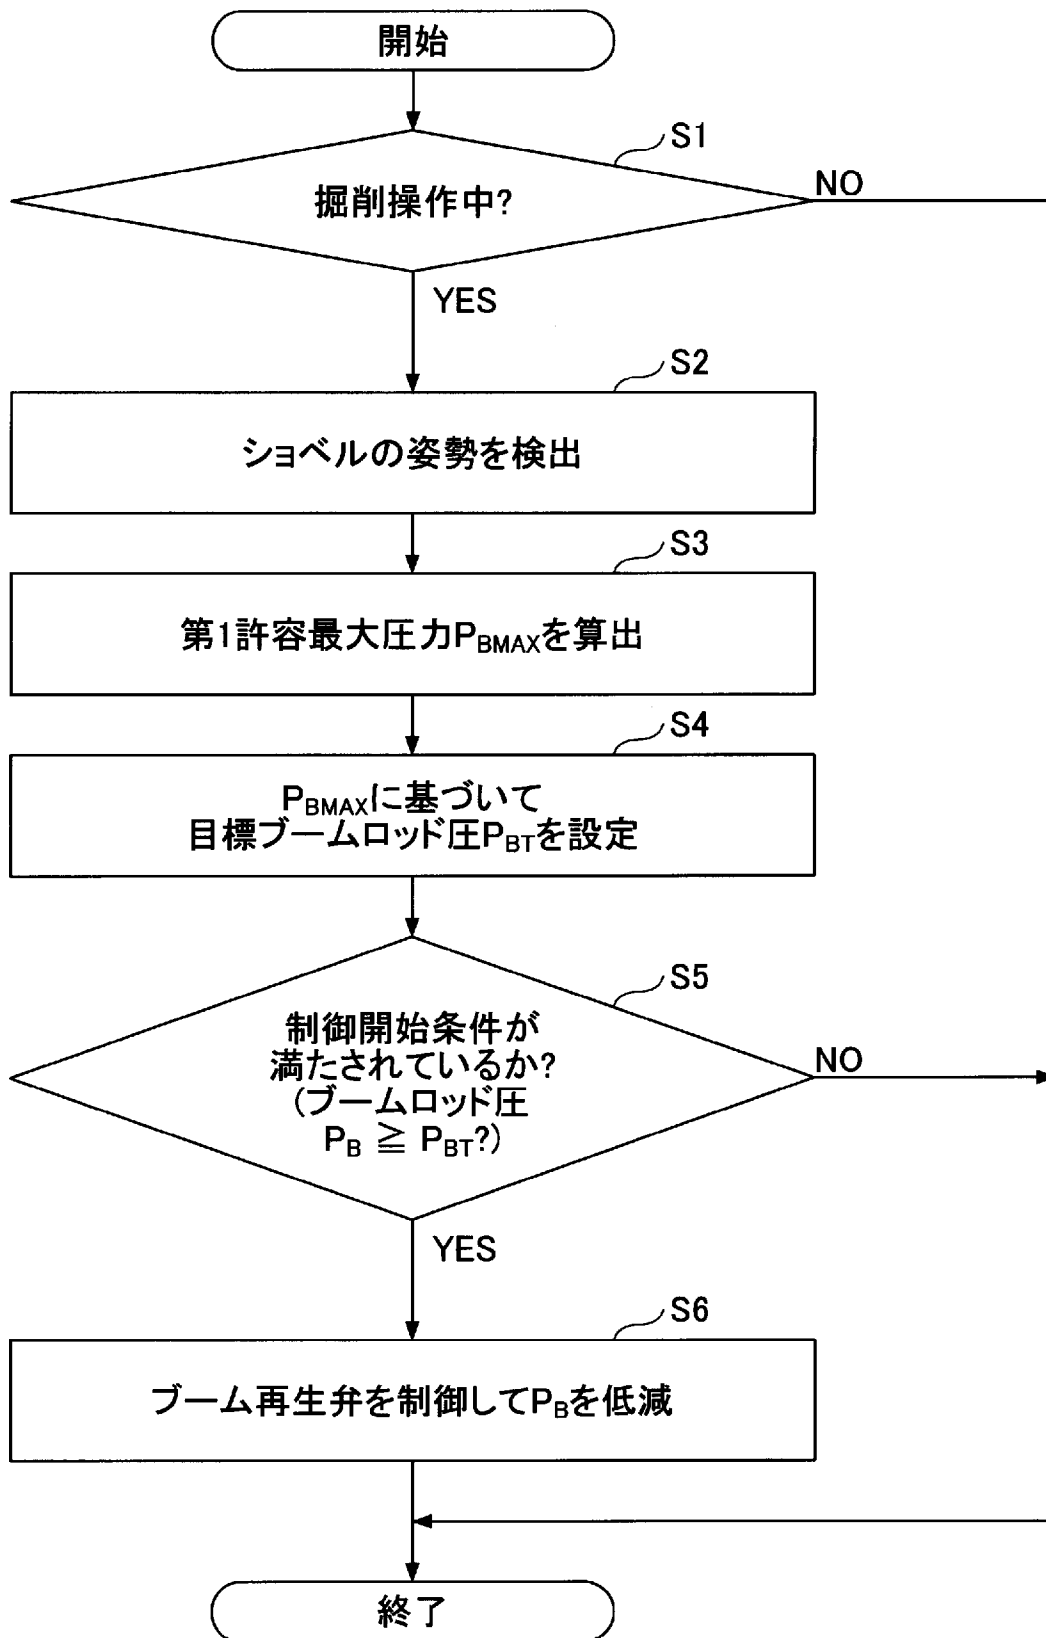 開始
S1
掘削操作中?
NO
YES
S2
ショベルの姿勢を検出
S3
第1許容最大圧力PBMAXを算出
S4
PBMAXに基づいて
目標ブームロッド圧PBTを設定
S5
制御開始条件が
満たされているか?
(ブームロッド圧
PB ≧ PBT?)
NO
YES
S6
ブーム再生弁を制御してPBを低減
終了